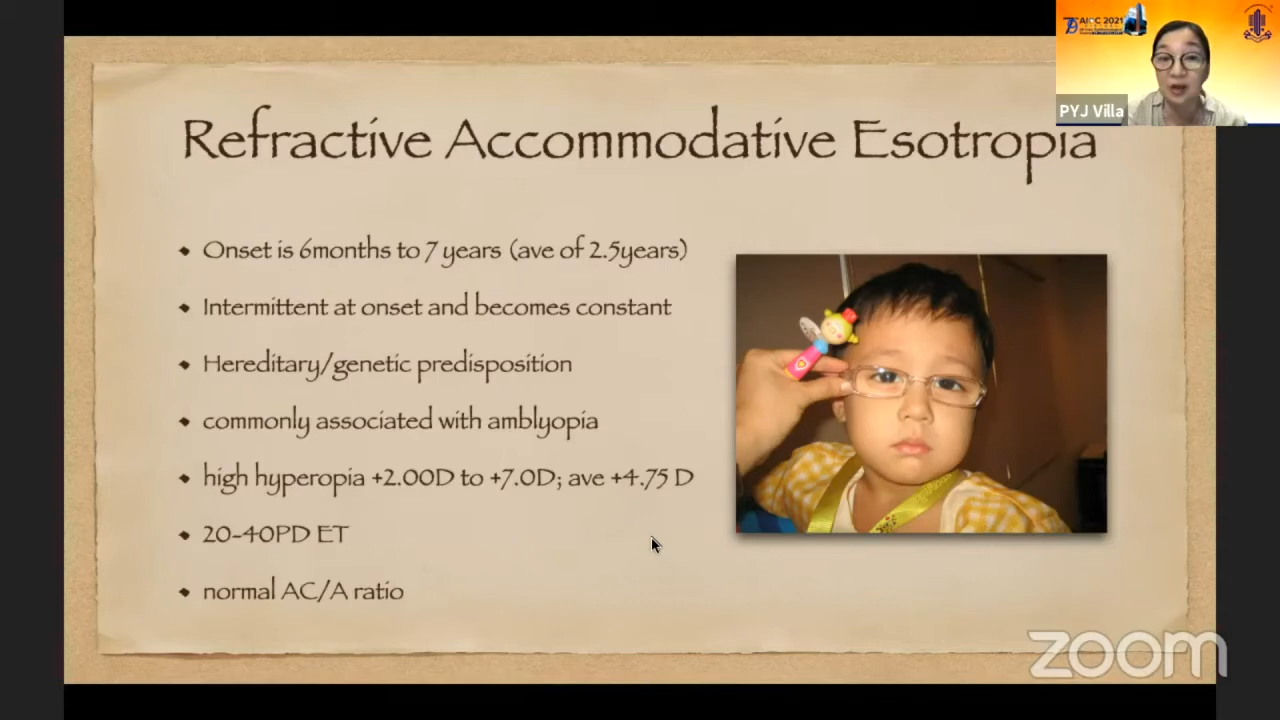 AIOC 2021
PYJ Villa
Refractive Accommodative Esotropia
Onset is 6months to 7 years (ave of 2.5years)
Intermittent at onset and becomes constant
Hereditary/genetic predisposition
commonly associated with amblyopia
high hyperopia +2.00D to +7.0D; ave +4.75 D
20-40PD ET
normal AC/A ratio
zoom